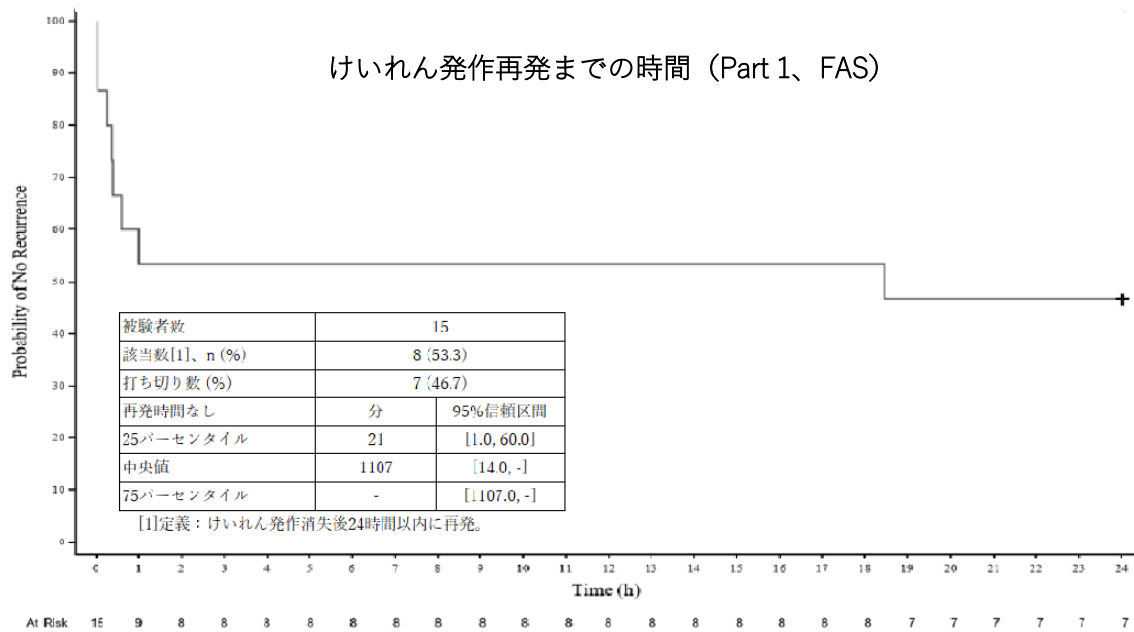 けいれん発作再発までの時間（Part 1、FAS）
Probability of No Recurrence
100
90
80
70
60
50
40
30
20
10
0
被験者数 15
該当数[1]、n (%) 8 (53.3)
打ち切り数 (%) 7 (46.7)
再発時間なし 分 95%信頼区間
25パーセンタイル 21 [1.0, 60.0]
中央値 1107 [14.0, -]
75パーセンタイル - [1107.0, -]
[1]定義：けいれん発作消失後24時間以内に再発。
0 1 2 3 4 5 6 7 8 9 10 11 12 13 14 15 16 17 18 19 20 21 22 23 24
Time (h)
At Risk 15 9 8 8 8 8 8 8 8 8 8 8 8 8 8 8 8 8 8 7 7 7 7 7 7